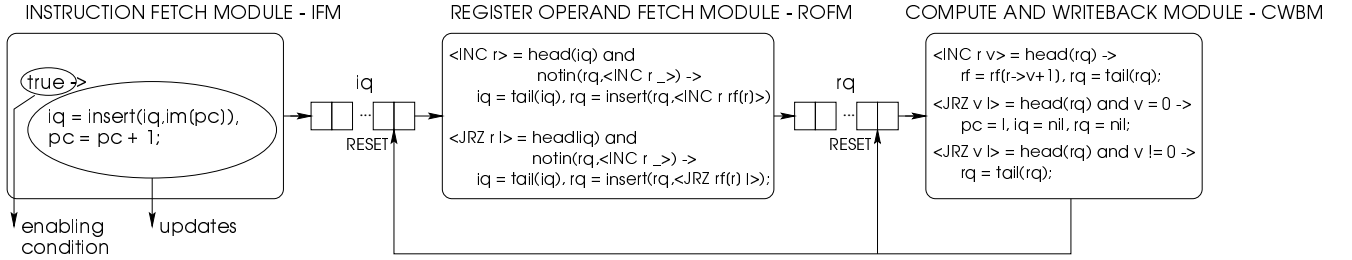 INSTRUCTION FETCH MODULE - IFM
true ->
iq = insert(iq,im[pc]),
pc = pc + 1;
enabling
condition
updates
iq
...
RESET
REGISTER OPERAND FETCH MODULE - ROFM
<INC r> = head(iq) and
notin(rq,<INC r _>) ->
iq = tail(iq), rq = insert(rq,<INC r rf[r]>)
<JRZ r l> = head(iq) and
notin(rq,<INC r _>) ->
iq = tail(iq), rq = insert(rq,<JRZ rf[r] l>);
rq
...
RESET
COMPUTE AND WRITEBACK MODULE - CWBM
<INC r v> = head(rq) ->
rf = rf[r->v+1], rq = tail(rq);
<JRZ v l> = head(rq) and v = 0 ->
pc = l, iq = nil, rq = nil;
<JRZ v l> = head(rq) and v != 0 ->
rq = tail(rq);